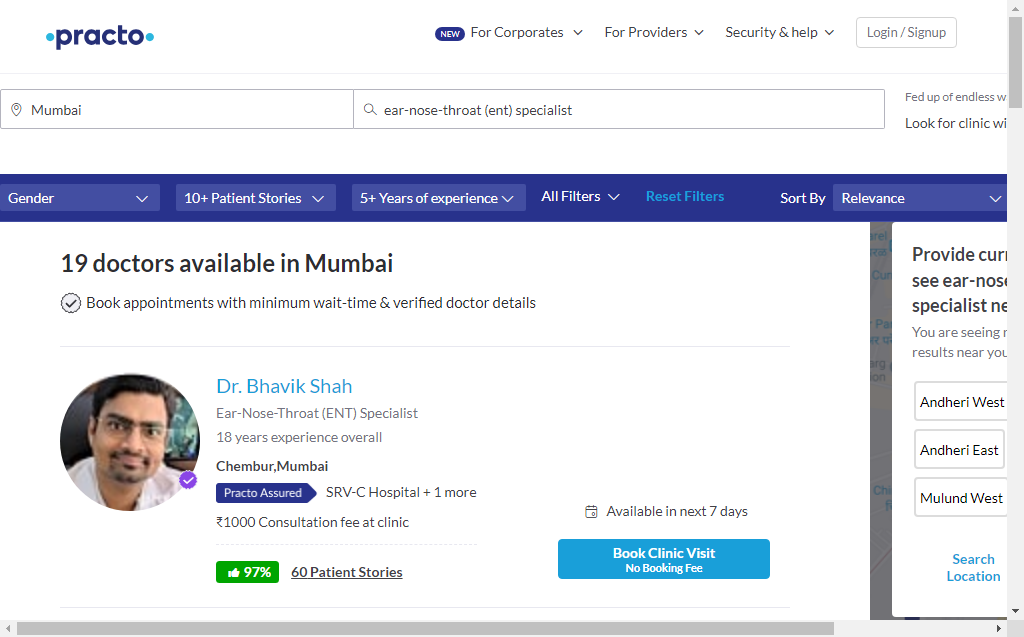 practo
NEW For Corporates
For Providers
Security & help
Login / Signup
Mumbai
ear-nose-throat (ent) specialist
Fed up of endless w
Look for clinic wi
Gender
10+ Patient Stories
5+ Years of experience
All Filters
Reset Filters
Sort By
Relevance
19 doctors available in Mumbai
Book appointments with minimum wait-time & verified doctor details
Dr. Bhavik Shah
Ear-Nose-Throat (ENT) Specialist
18 years experience overall
Chembur,Mumbai
Practo Assured SRV-C Hospital + 1 more
₹1000 Consultation fee at clinic
97% 60 Patient Stories
Available in next 7 days
Book Clinic Visit
No Booking Fee
Provide curr
see ear-nose
specialist ne
You are seeing r
results near you
Andheri West
Andheri East
Mulund West
Search
Location